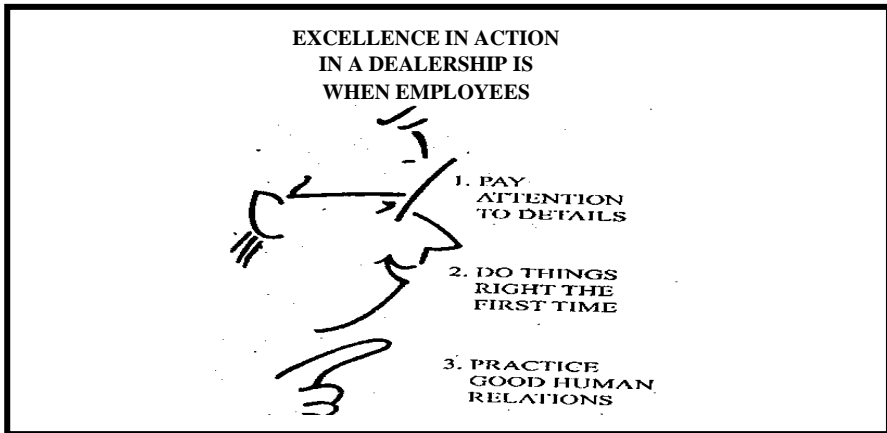 EXCELLENCE IN ACTION
IN A DEALERSHIP IS
WHEN EMPLOYEES
1. PAY
ATTENTION
TO DETAILS
2. DO THINGS
RIGHT THE
FIRST TIME
3. PRACTICE
GOOD HUMAN
RELATIONS